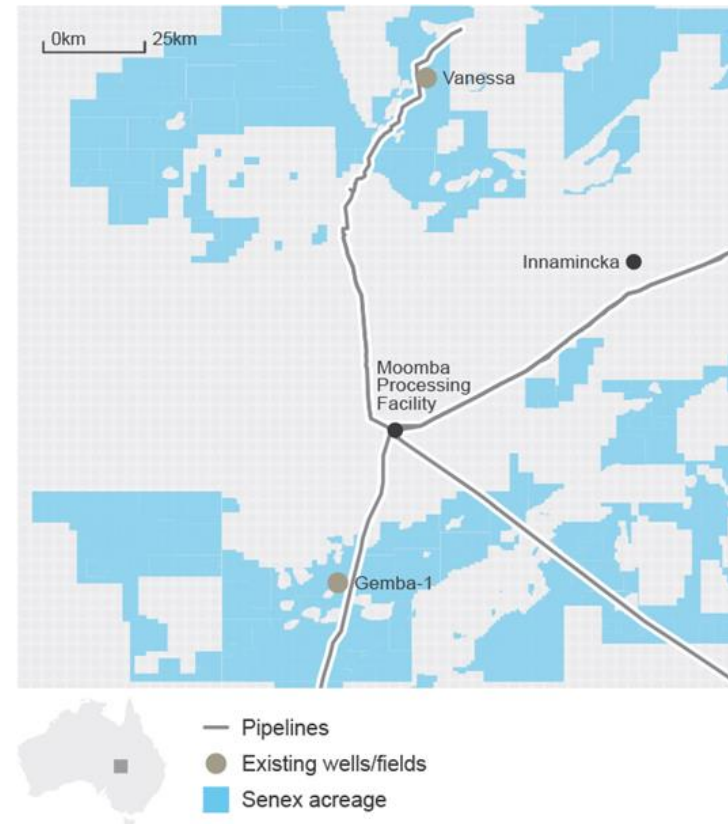 0km 25km
Vanessa
Innamincka
Moomba
Processing
Facility
Gemba-1
Pipelines
Existing wells/fields
Senex acreage